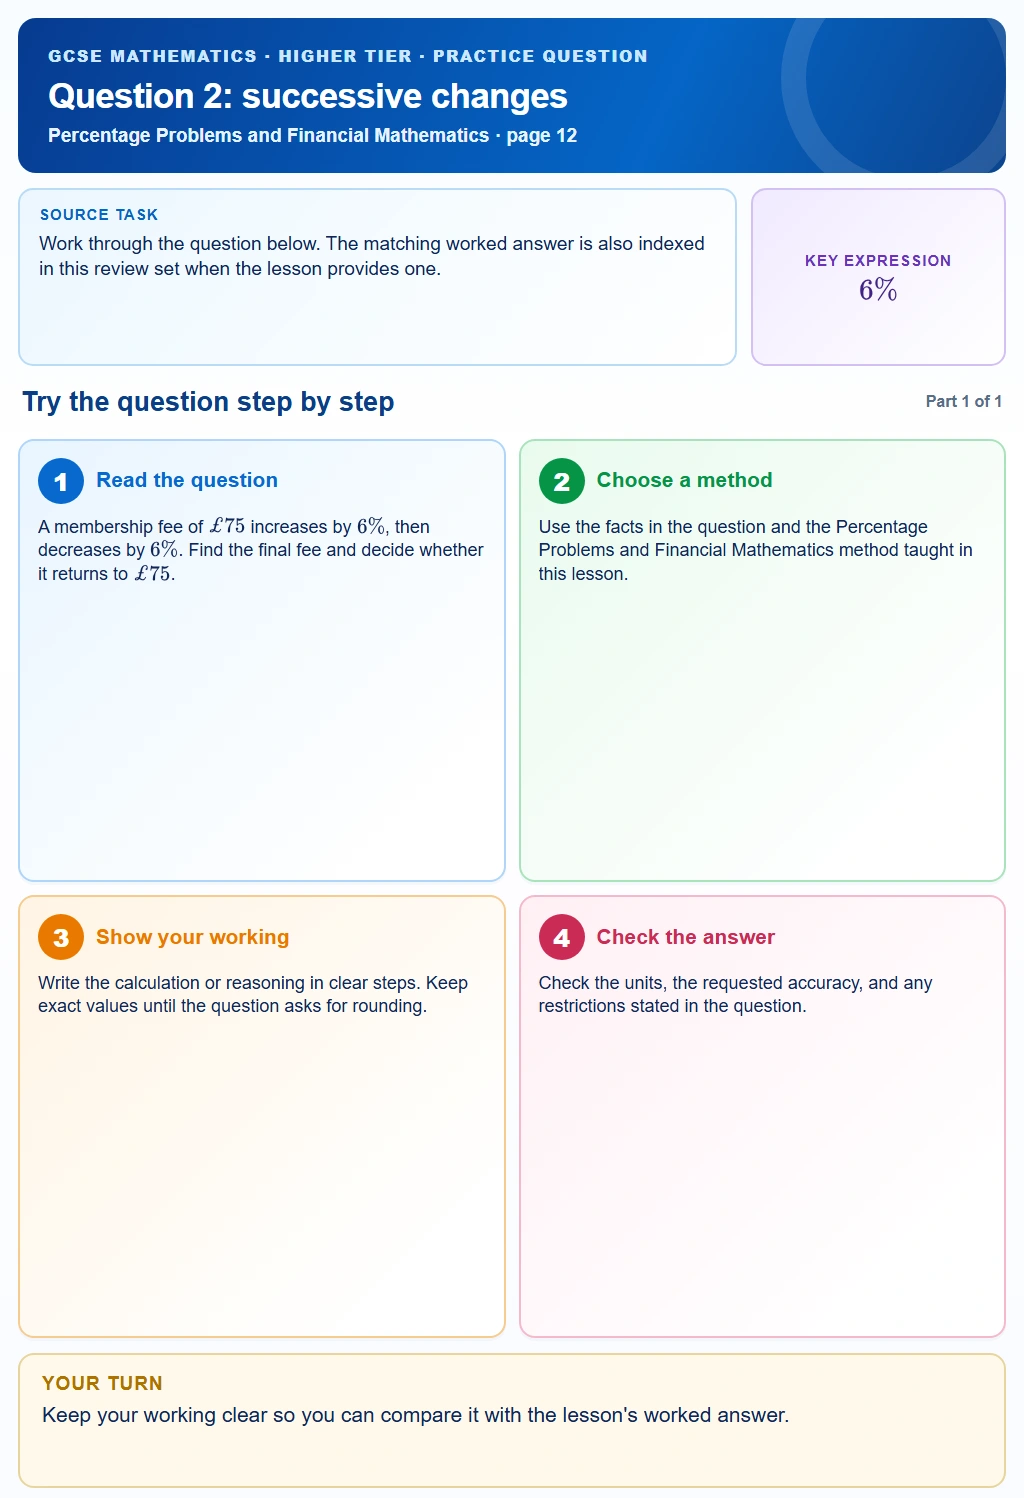 GCSE MATHEMATICS · HIGHER TIER · PRACTICE QUESTION
Question 2: successive changes
Percentage Problems and Financial Mathematics · page 12
SOURCE TASK
Work through the question below. The matching worked answer is also indexed
in this review set when the lesson provides one.
KEY EXPRESSION
6%
Try the question step by step
Part 1 of 1
1 Read the question
A membership fee of £75 increases by 6%, then
decreases by 6%. Find the final fee and decide whether
it returns to £75.
2 Choose a method
Use the facts in the question and the Percentage
Problems and Financial Mathematics method taught in
this lesson.
3 Show your working
Write the calculation or reasoning in clear steps. Keep
exact values until the question asks for rounding.
4 Check the answer
Check the units, the requested accuracy, and any
restrictions stated in the question.
YOUR TURN
Keep your working clear so you can compare it with the lesson's worked answer.